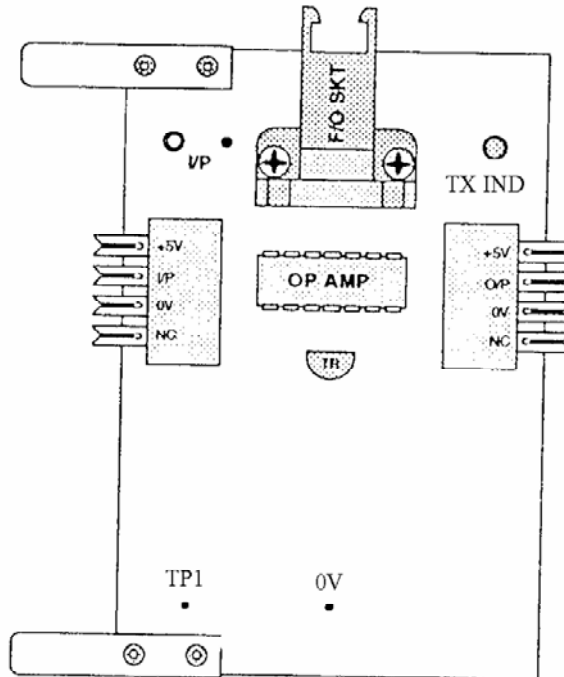 F/O SKT
I/P
TX IND
+5V
I/P
0V
NC
OP AMP
+5V
O/P
0V
NC
TR
TP1
0V